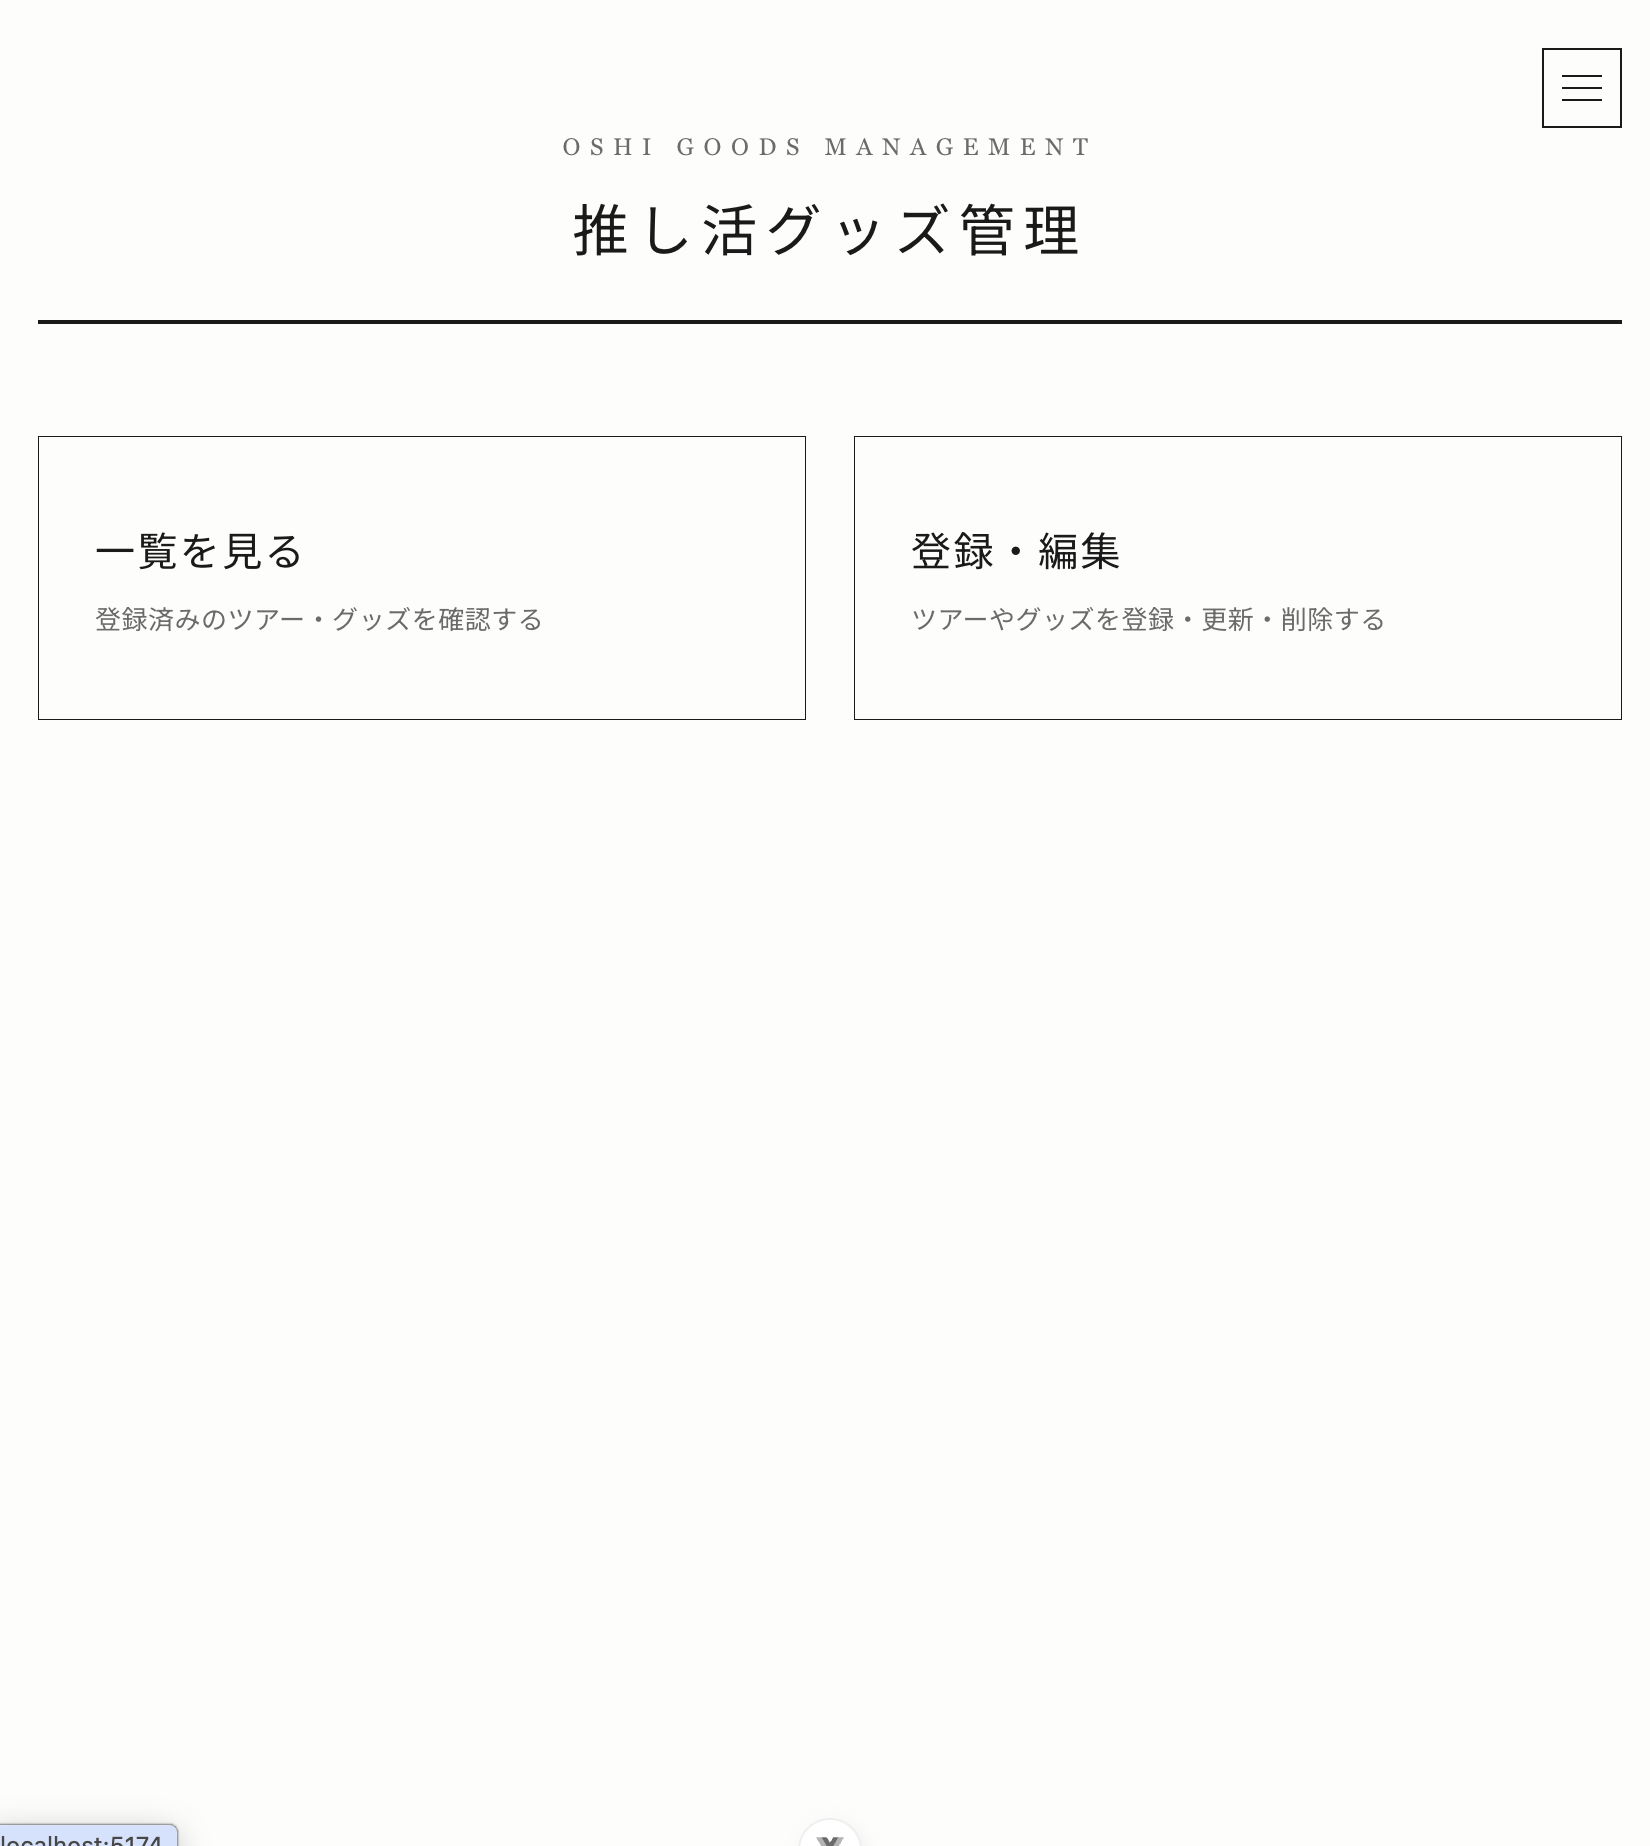 OSHI GOODS MANAGEMENT
推し活グッズ管理
一覧を見る
登録済みのツアー・グッズを確認する
登録・編集
ツアーやグッズを登録・更新・削除する
localhost:5174